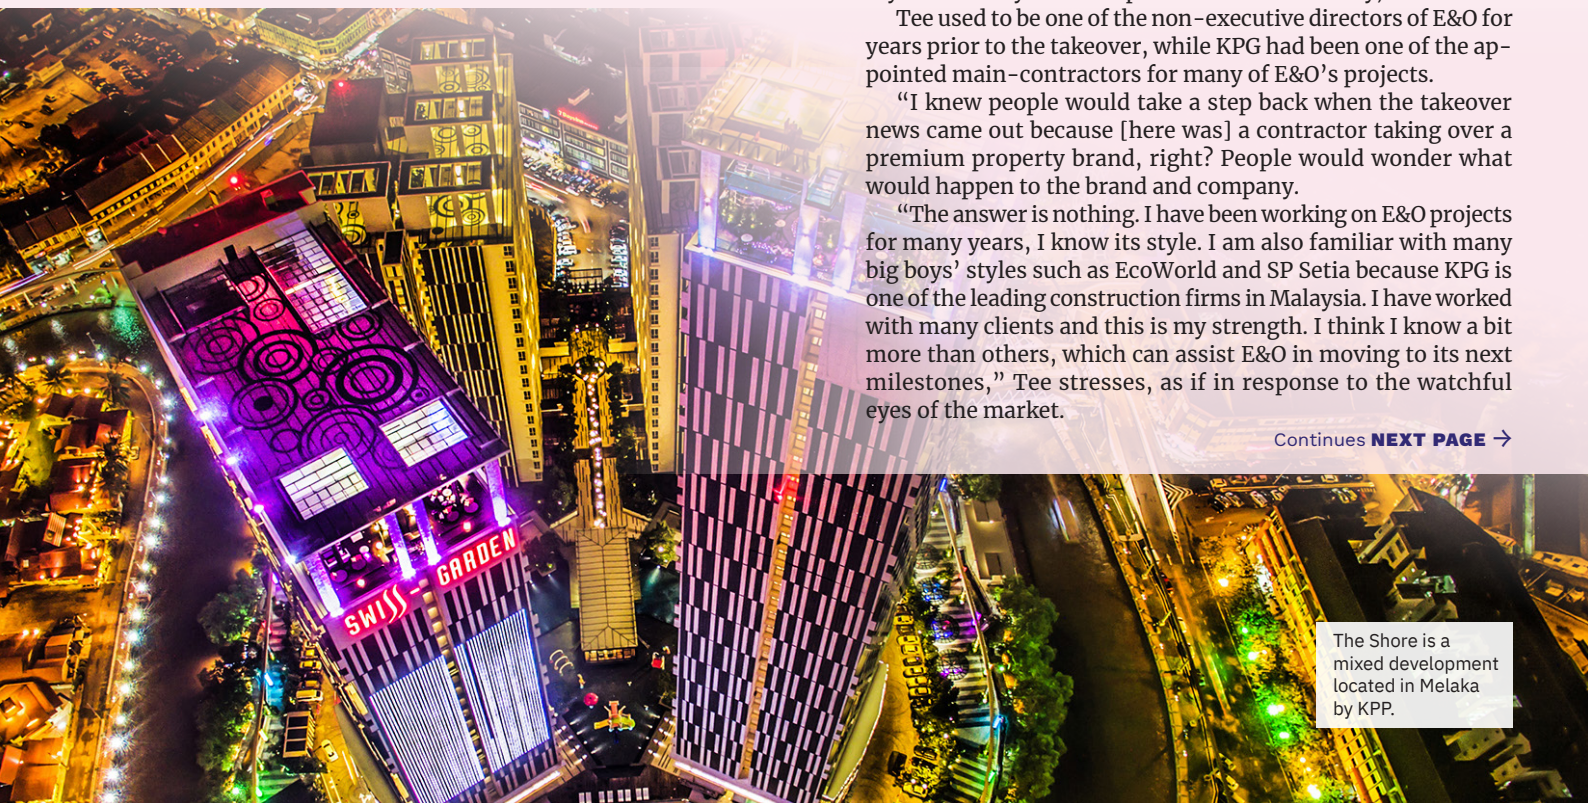 Tee used to be one of the non-executive directors of E&O for
years prior to the takeover, while KPG had been one of the ap-
pointed main-contractors for many of E&O’s projects.
“I knew people would take a step back when the takeover
news came out because [here was] a contractor taking over a
premium property brand, right? People would wonder what
would happen to the brand and company.
“The answer is nothing. I have been working on E&O projects
for many years, I know its style. I am also familiar with many
big boys’ styles such as EcoWorld and SP Setia because KPG is
one of the leading construction firms in Malaysia. I have worked
with many clients and this is my strength. I think I know a bit
more than others, which can assist E&O in moving to its next
milestones,” Tee stresses, as if in response to the watchful
eyes of the market.
Continues NEXT PAGE →
SWISS-GARDEN
The Shore is a
mixed development
located in Melaka
by KPP.